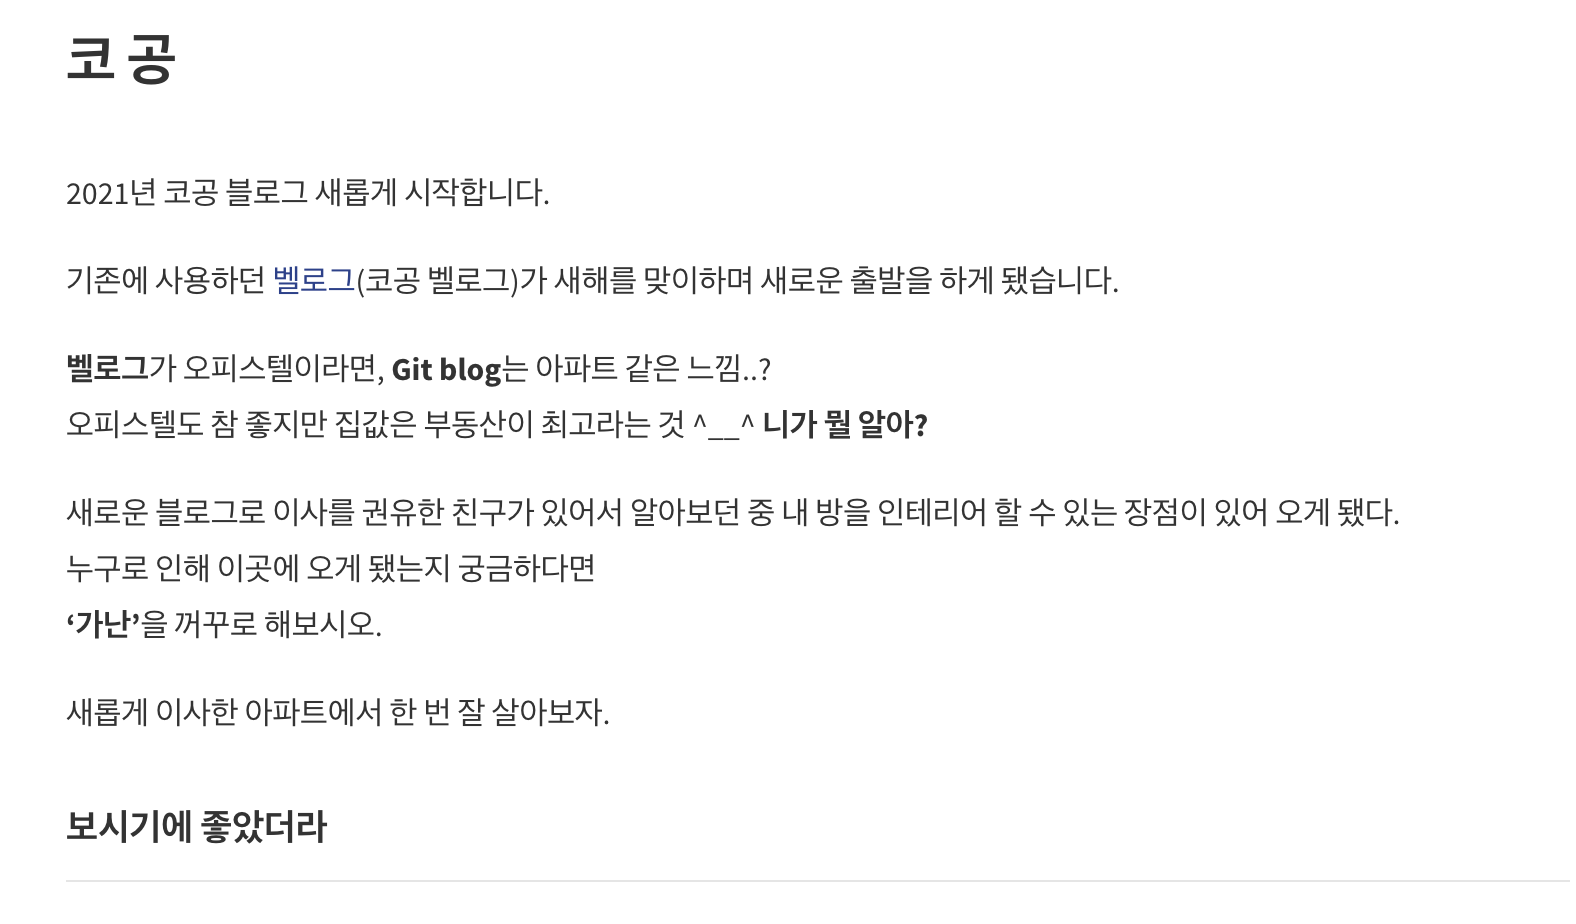 코 공
2021년 코공 블로그 새롭게 시작합니다.
기존에 사용하던 벨로그(코공 벨로그)가 새해를 맞이하며 새로운 출발을 하게 됐습니다.
벨로그가 오피스텔이라면, Git blog는 아파트 같은 느낌..?
오피스텔도 참 좋지만 집값은 부동산이 최고라는 것 ^__^ 니가 뭘 알아?
새로운 블로그로 이사를 권유한 친구가 있어서 알아보던 중 내 방을 인테리어 할 수 있는 장점이 있어 오게 됐다.
누구로 인해 이곳에 오게 됐는지 궁금하다면
‘가난’을 꺼꾸로 해보시오.
새롭게 이사한 아파트에서 한 번 잘 살아보자.
보시기에 좋았더라